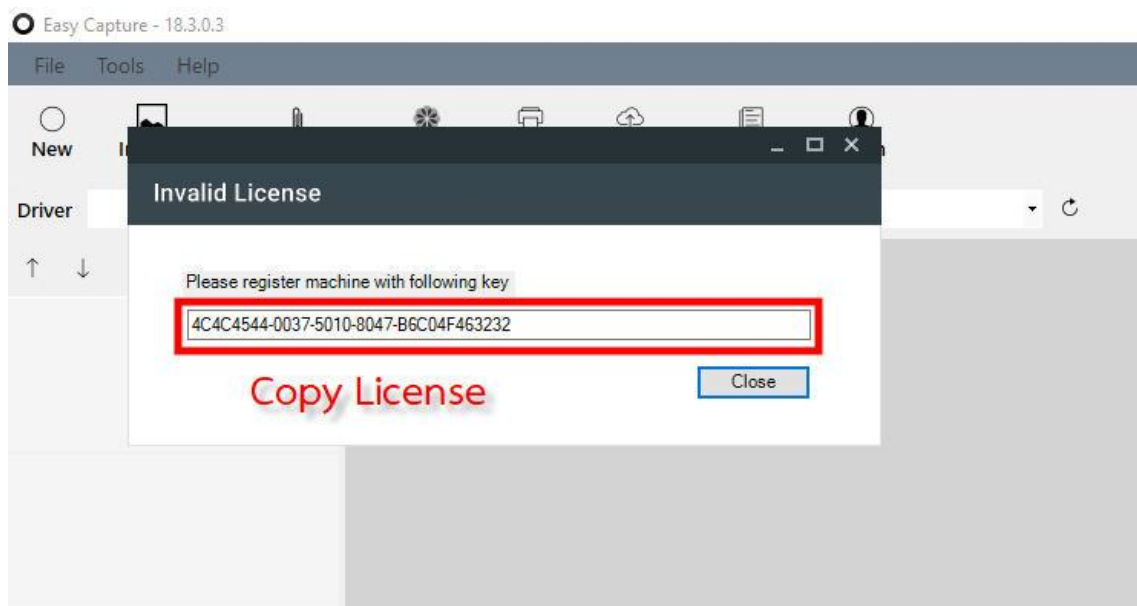 Easy Capture - 18.3.0.3
File Tools Help
New
Invalid License
Driver
Please register machine with following key
4C4C4544-0037-5010-8047-B6C04F463232
Copy License
Close